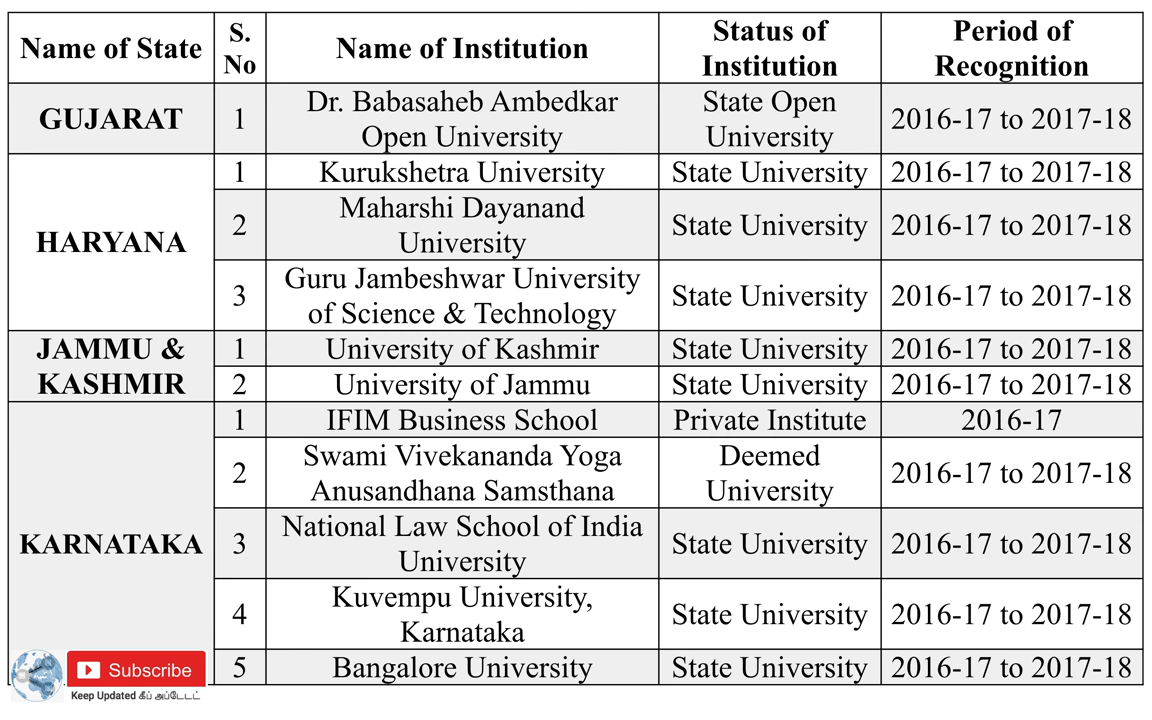 Name of State
S. No
Name of Institution
Status of Institution
Period of Recognition
GUJARAT
1
Dr. Babasaheb Ambedkar
Open University
State Open
University
2016-17 to 2017-18
HARYANA
1
Kurukshetra University
State University
2016-17 to 2017-18
2
Maharshi Dayanand
University
State University
2016-17 to 2017-18
3
Guru Jambeshwar University
of Science & Technology
State University
2016-17 to 2017-18
JAMMU &
KASHMIR
1
University of Kashmir
State University
2016-17 to 2017-18
2
University of Jammu
State University
2016-17 to 2017-18
KARNATAKA
1
IFIM Business School
Private Institute
2016-17
2
Swami Vivekananda Yoga
Anusandhana Samsthana
Deemed
University
2016-17 to 2017-18
3
National Law School of India
University
State University
2016-17 to 2017-18
4
Kuvempu University,
Karnataka
State University
2016-17 to 2017-18
5
Bangalore University
State University
2016-17 to 2017-18
Subscribe
Keep Updated கீப் அப்டேடட்